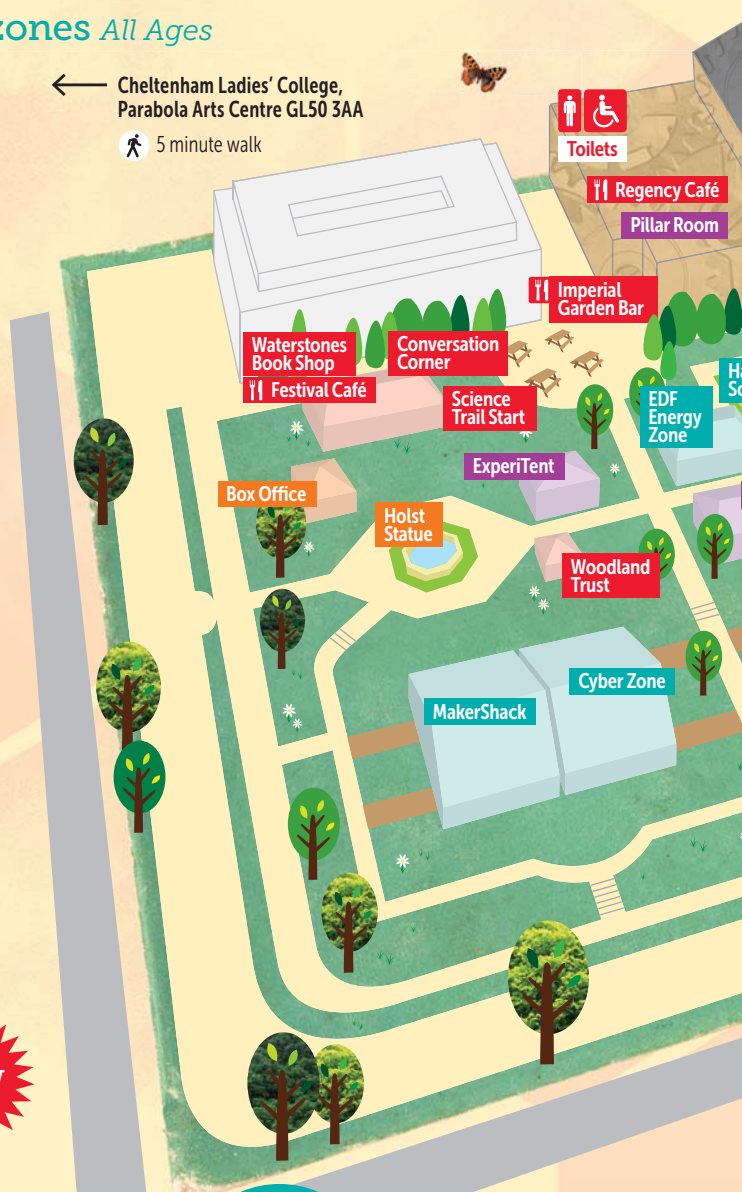 zones All Ages
Cheltenham Ladies’ College,
Parabola Arts Centre GL50 3AA
5 minute walk
Toilets
Regency Café
Pillar Room
Imperial
Garden Bar
Waterstones
Book Shop
Conversation
Corner
Festival Café
Science
Trail Start
EDF
Energy
Zone
ExperiTent
Box Office
Holst
Statue
Woodland
Trust
Cyber Zone
MakerShack